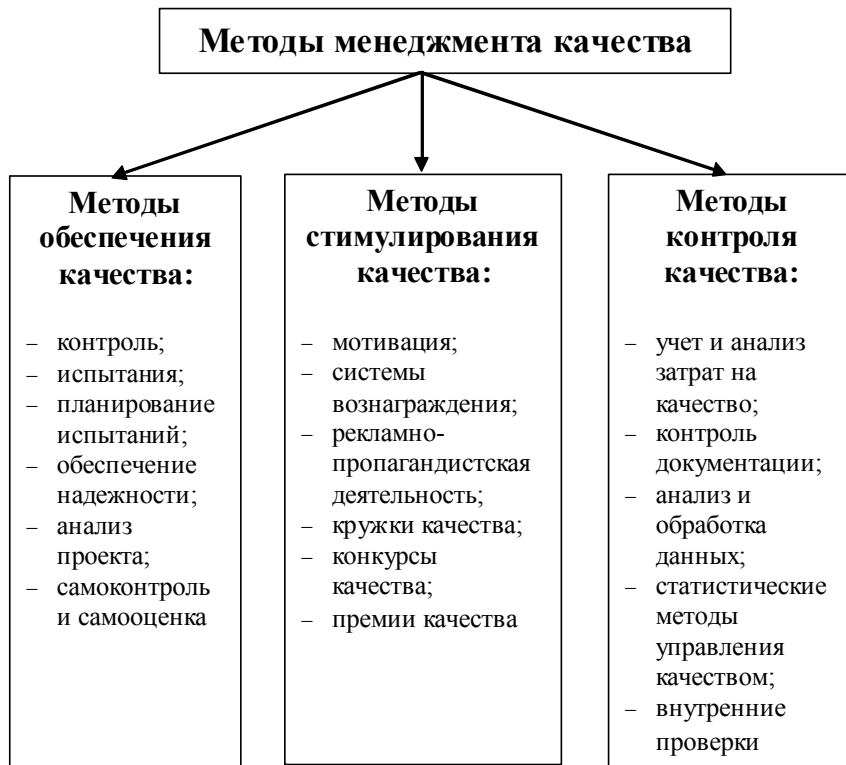 Методы менеджмента качества
Методы
обеспечения
качества:
– контроль;
– испытания;
– планирование
испытаний;
– обеспечение
надежности;
– анализ
проекта;
– самоконтроль
и самооценка
Методы
стимулирования
качества:
– мотивация;
– системы
вознаграждения;
– рекламно-
пропагандистская
деятельность;
– кружки качества;
– конкурсы
качества;
– премии качества
Методы
контроля
качества:
– учет и анализ
затрат на
качество;
– контроль
документации;
– анализ и
обработка
данных;
– статистические
методы
управления
качеством;
– внутренние
проверки